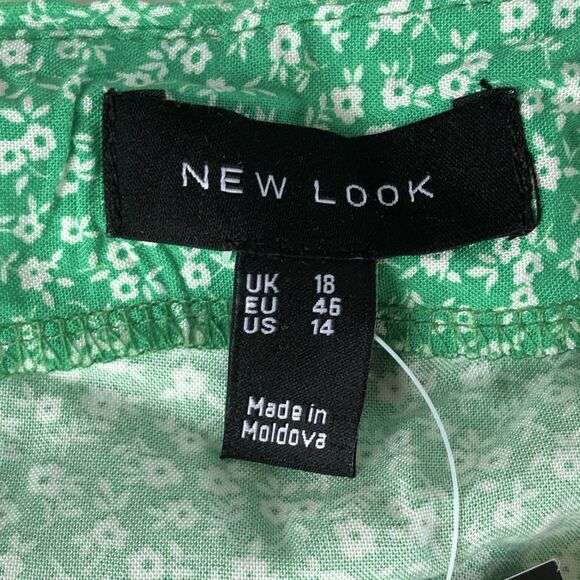 NEW LOOK
UK 18
EU 46
US 14
Made in
Moldova